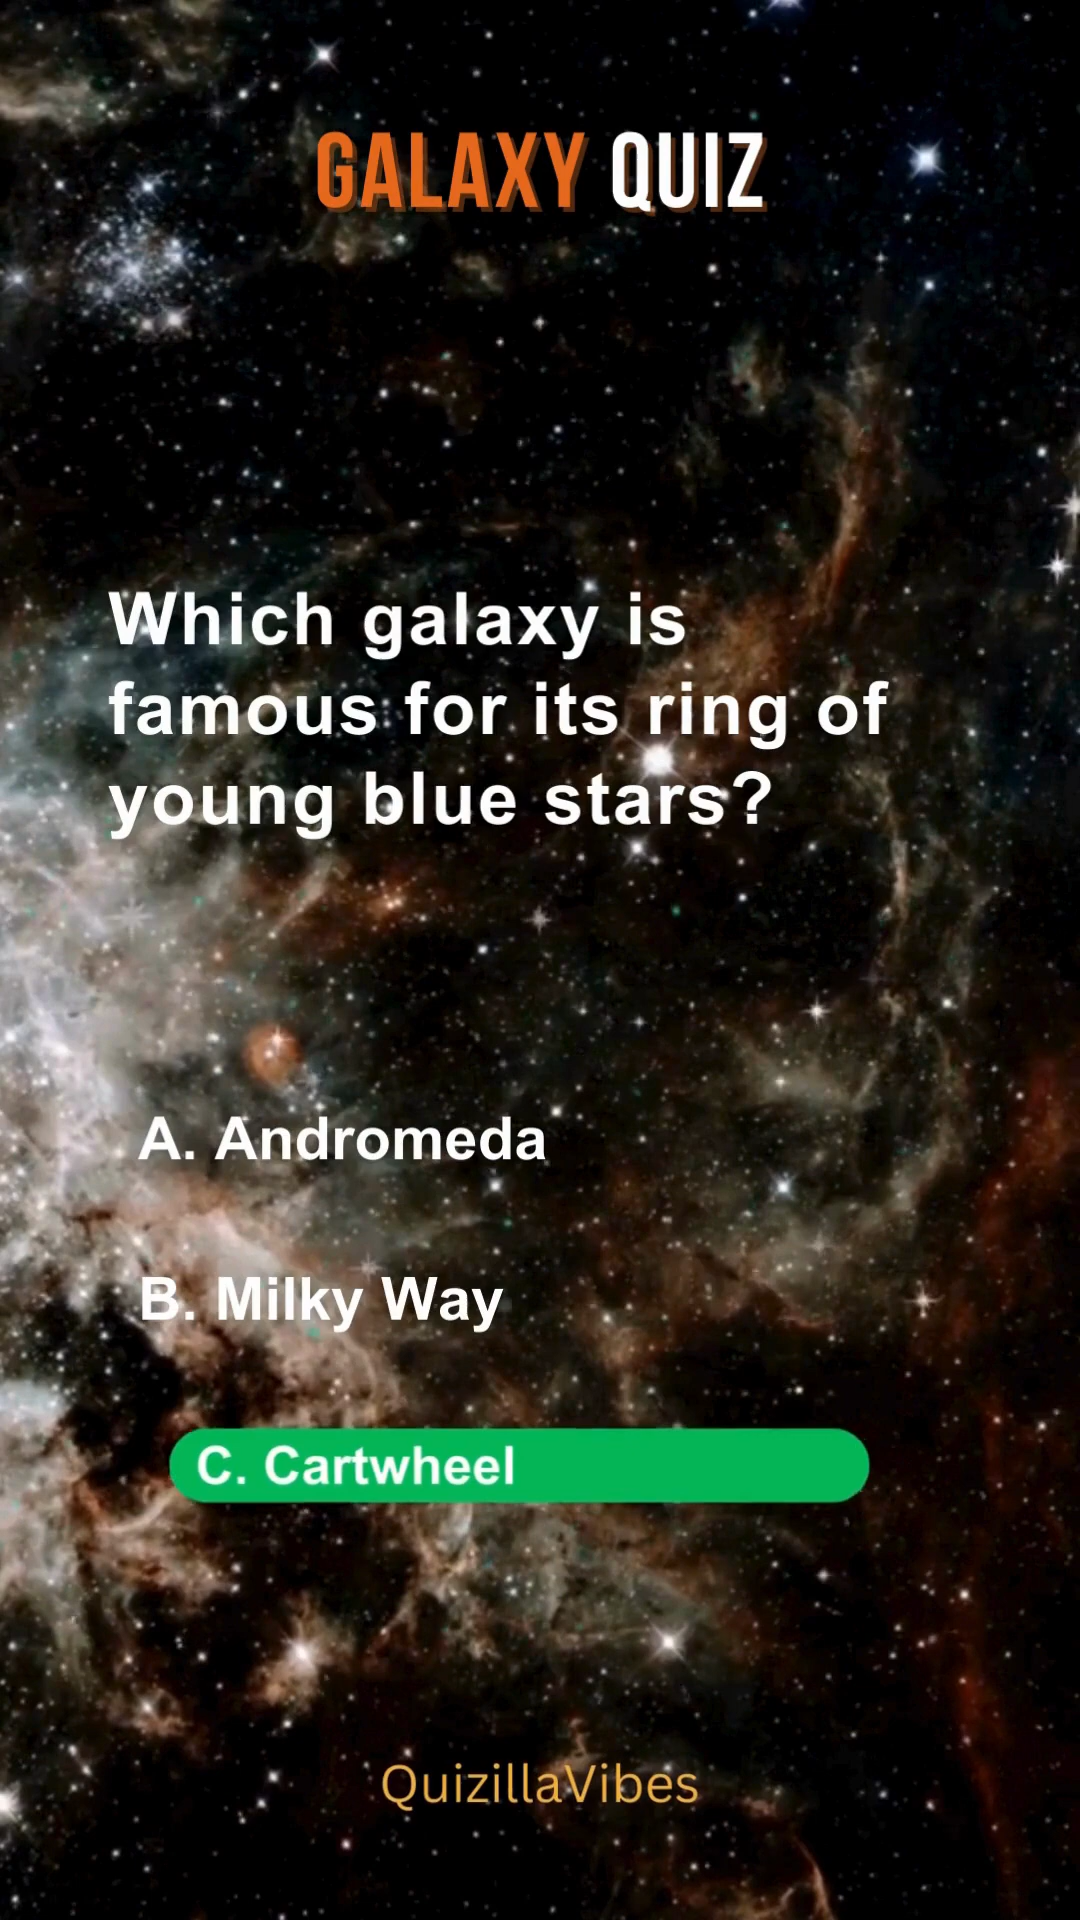 GALAXY QUIZ
Which galaxy is
famous for its ring of
young blue stars?
A. Andromeda
B. Milky Way
C. Cartwheel
QuizillaVibes